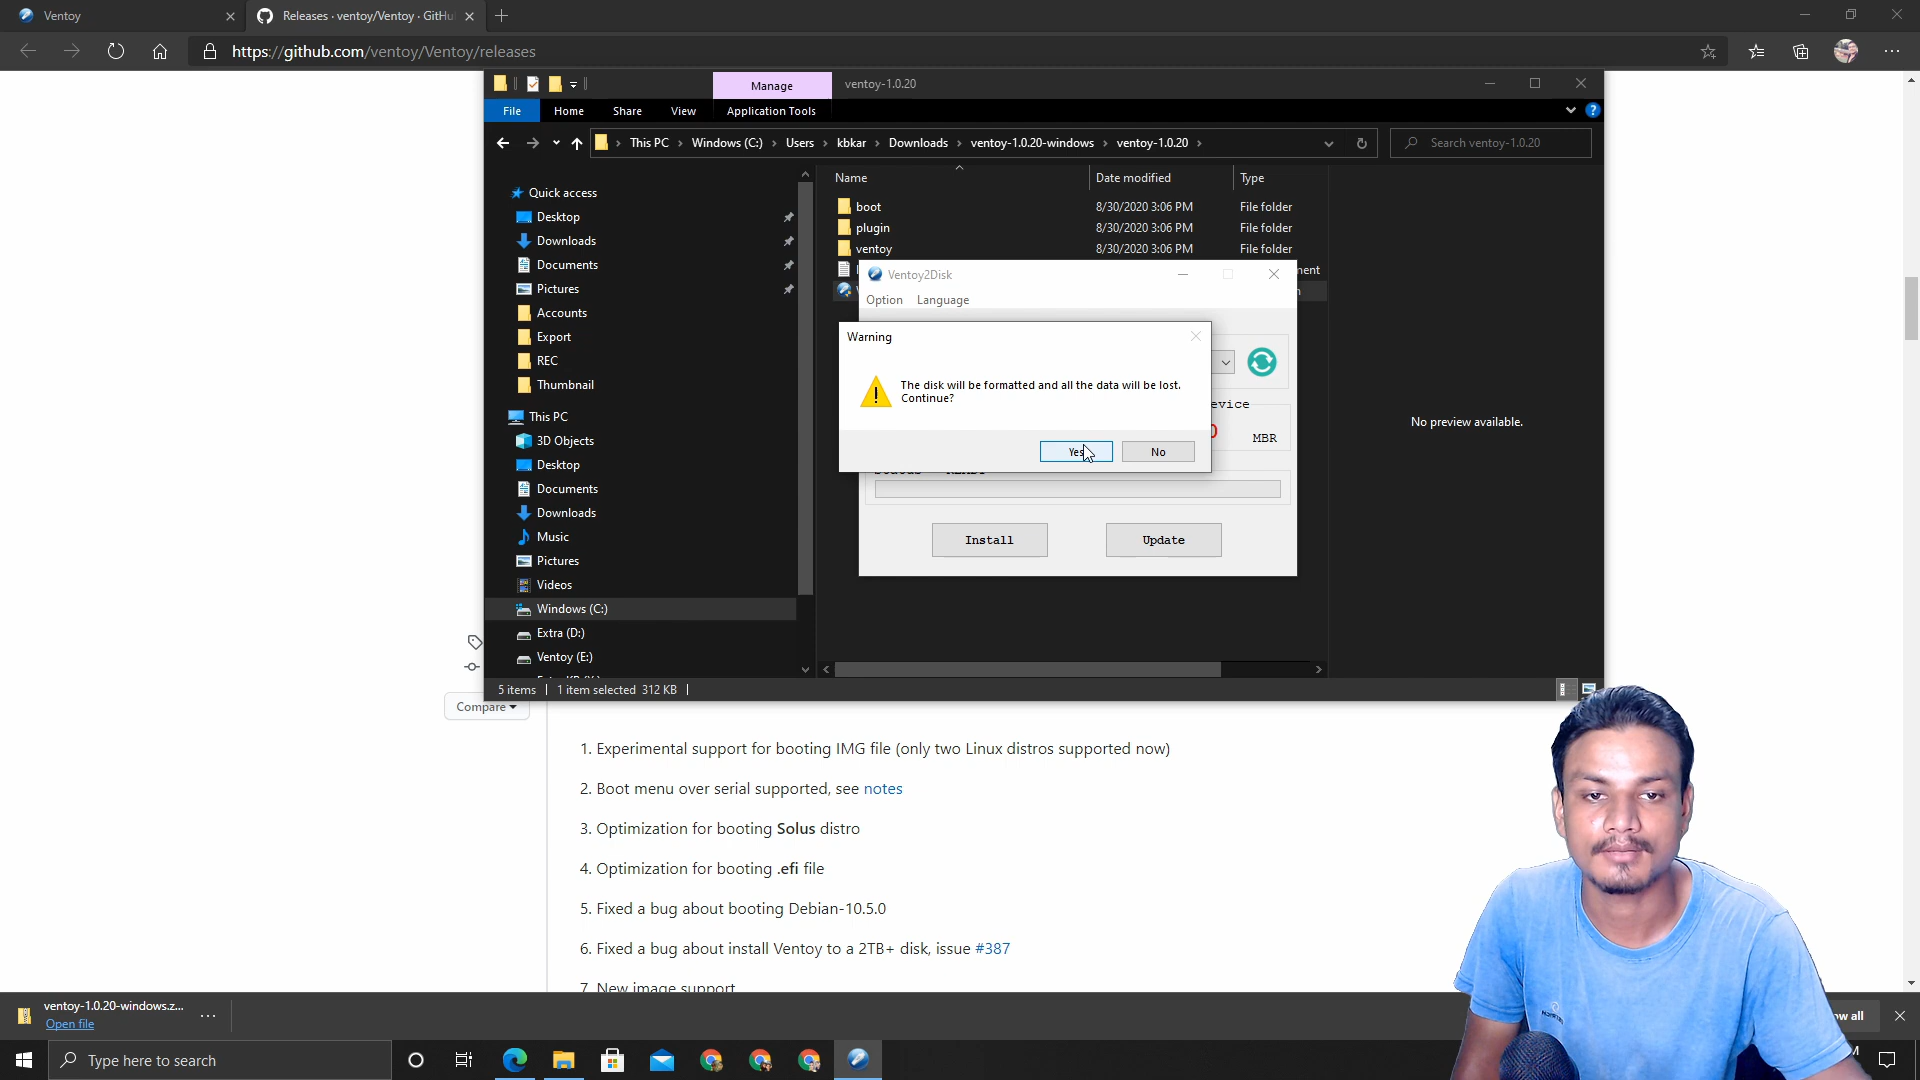 Ventoy
Releases · ventoy/Ventoy · GitHu
https://github.com/ventoy/Ventoy/releases
Manage
ventoy-1.0.20
File
Home
Share
View
Application Tools
This PC > Windows (C:) > Users > kbkar > Downloads > ventoy-1.0.20-windows > ventoy-1.0.20 >
Search ventoy-1.0.20
Name
Date modified
Type
Quick access
Desktop
Downloads
Documents
Pictures
Accounts
Export
REC
Thumbnail
This PC
3D Objects
Desktop
Documents
Downloads
Music
Pictures
Videos
Windows (C:)
Extra (D:)
Ventoy (E:)
boot 8/30/2020 3:06 PM File folder
plugin 8/30/2020 3:06 PM File folder
ventoy 8/30/2020 3:06 PM File folder
Ventoy2Disk
Option
Language
Warning
The disk will be formatted and all the data will be lost.
Continue?
Yes
No
MBR
Install
Update
No preview available.
5 items
1 item selected 312 KB
Compare
1. Experimental support for booting IMG file (only two Linux distros supported now)
2. Boot menu over serial supported, see notes
3. Optimization for booting Solus distro
4. Optimization for booting .efi file
5. Fixed a bug about booting Debian-10.5.0
6. Fixed a bug about install Ventoy to a 2TB+ disk, issue #387
7. New image support
ventoy-1.0.20-windows.z...
Open file
all
Type here to search